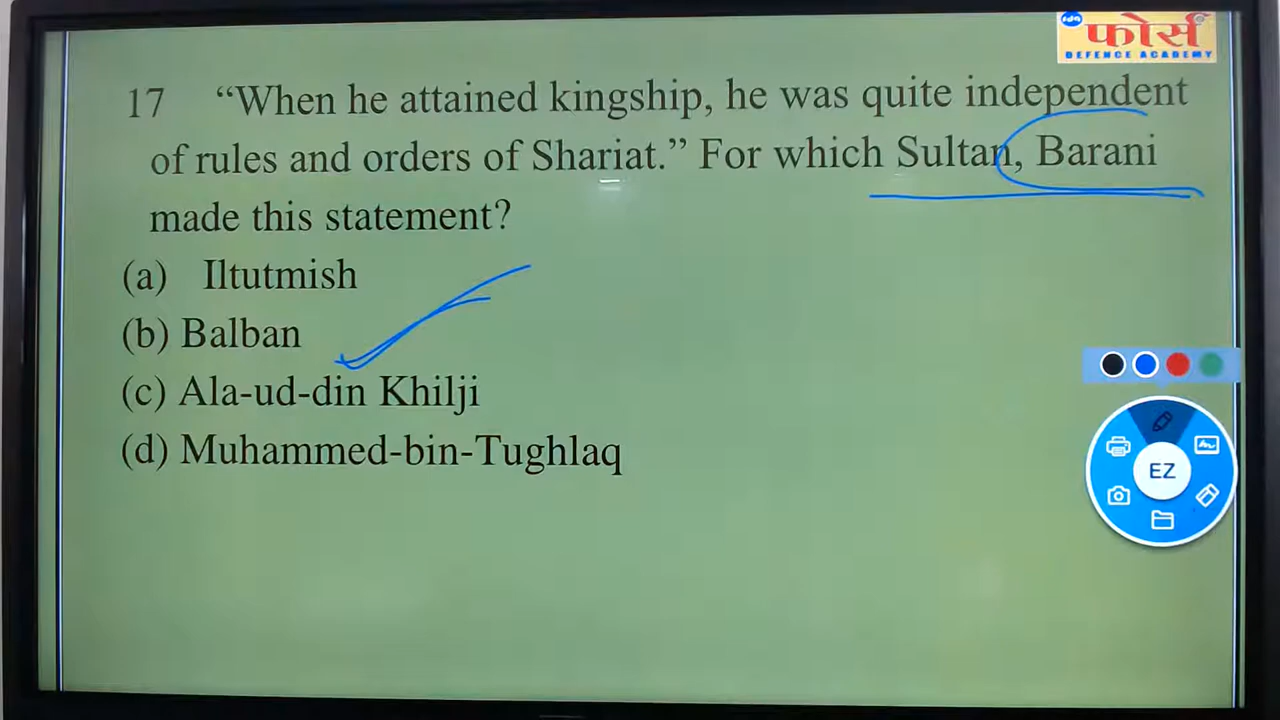 फोर्स
DEFENCE ACADEMY
17 “When he attained kingship, he was quite independent
of rules and orders of Shariat.” For which Sultan, Barani
made this statement?
(a) Iltutmish
(b) Balban
(c) Ala-ud-din Khilji
(d) Muhammed-bin-Tughlaq
EZ